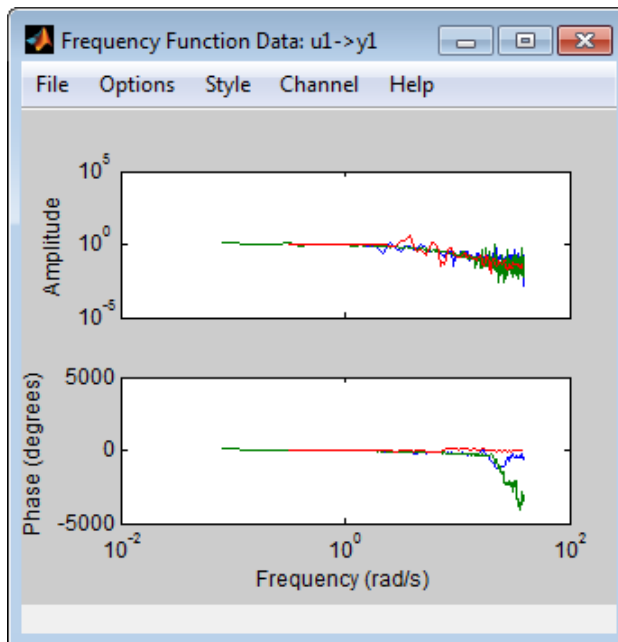 Frequency Function Data: u1->y1
File Options Style Channel Help
Amplitude
10^5
10^0
10^-5
Phase (degrees)
5000
0
-5000
10^-2 10^0 10^2
Frequency (rad/s)